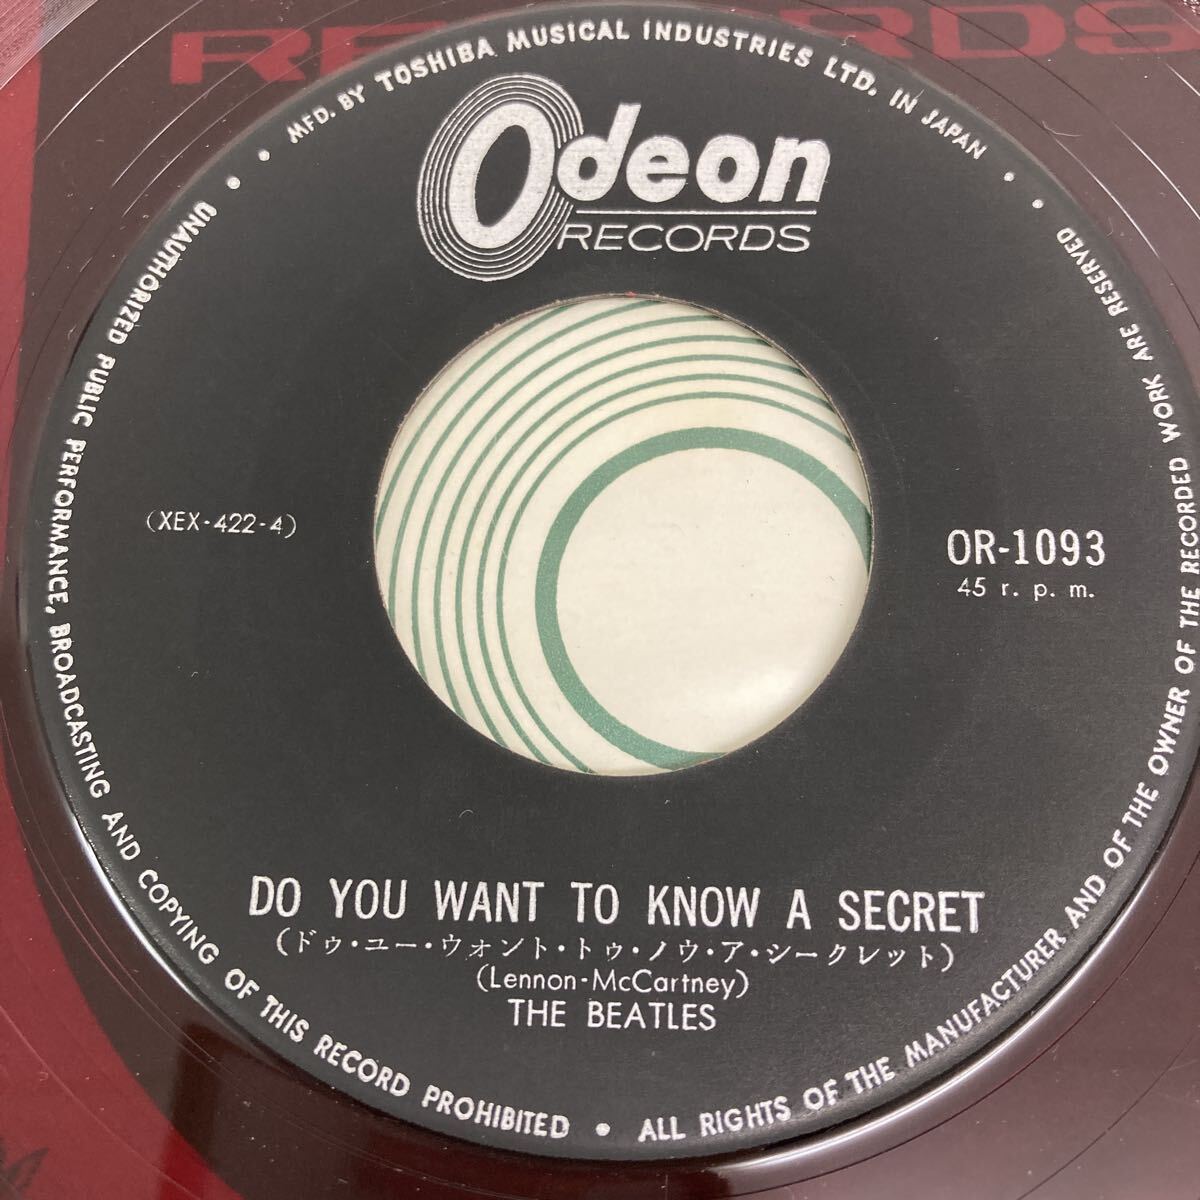 RECORDS
MFD. BY TOSHIBA MUSICAL INDUSTRIES LTD. IN JAPAN
Odeon
RECORDS
(XEX-422-4)
OR-1093
45 r. p. m.
DO YOU WANT TO KNOW A SECRET
(ドゥ・ユー・ウォント・トゥ・ノウ・ア・シークレット)
(Lennon-McCartney)
THE BEATLES
• UNAUTHORIZED PUBLIC PERFORMANCE, BROADCASTING AND COPYING OF THIS RECORD PROHIBITED • ALL RIGHTS OF THE MANUFACTURER AND OF THE OWNER OF THE RECORDED WORK ARE RESERVED •